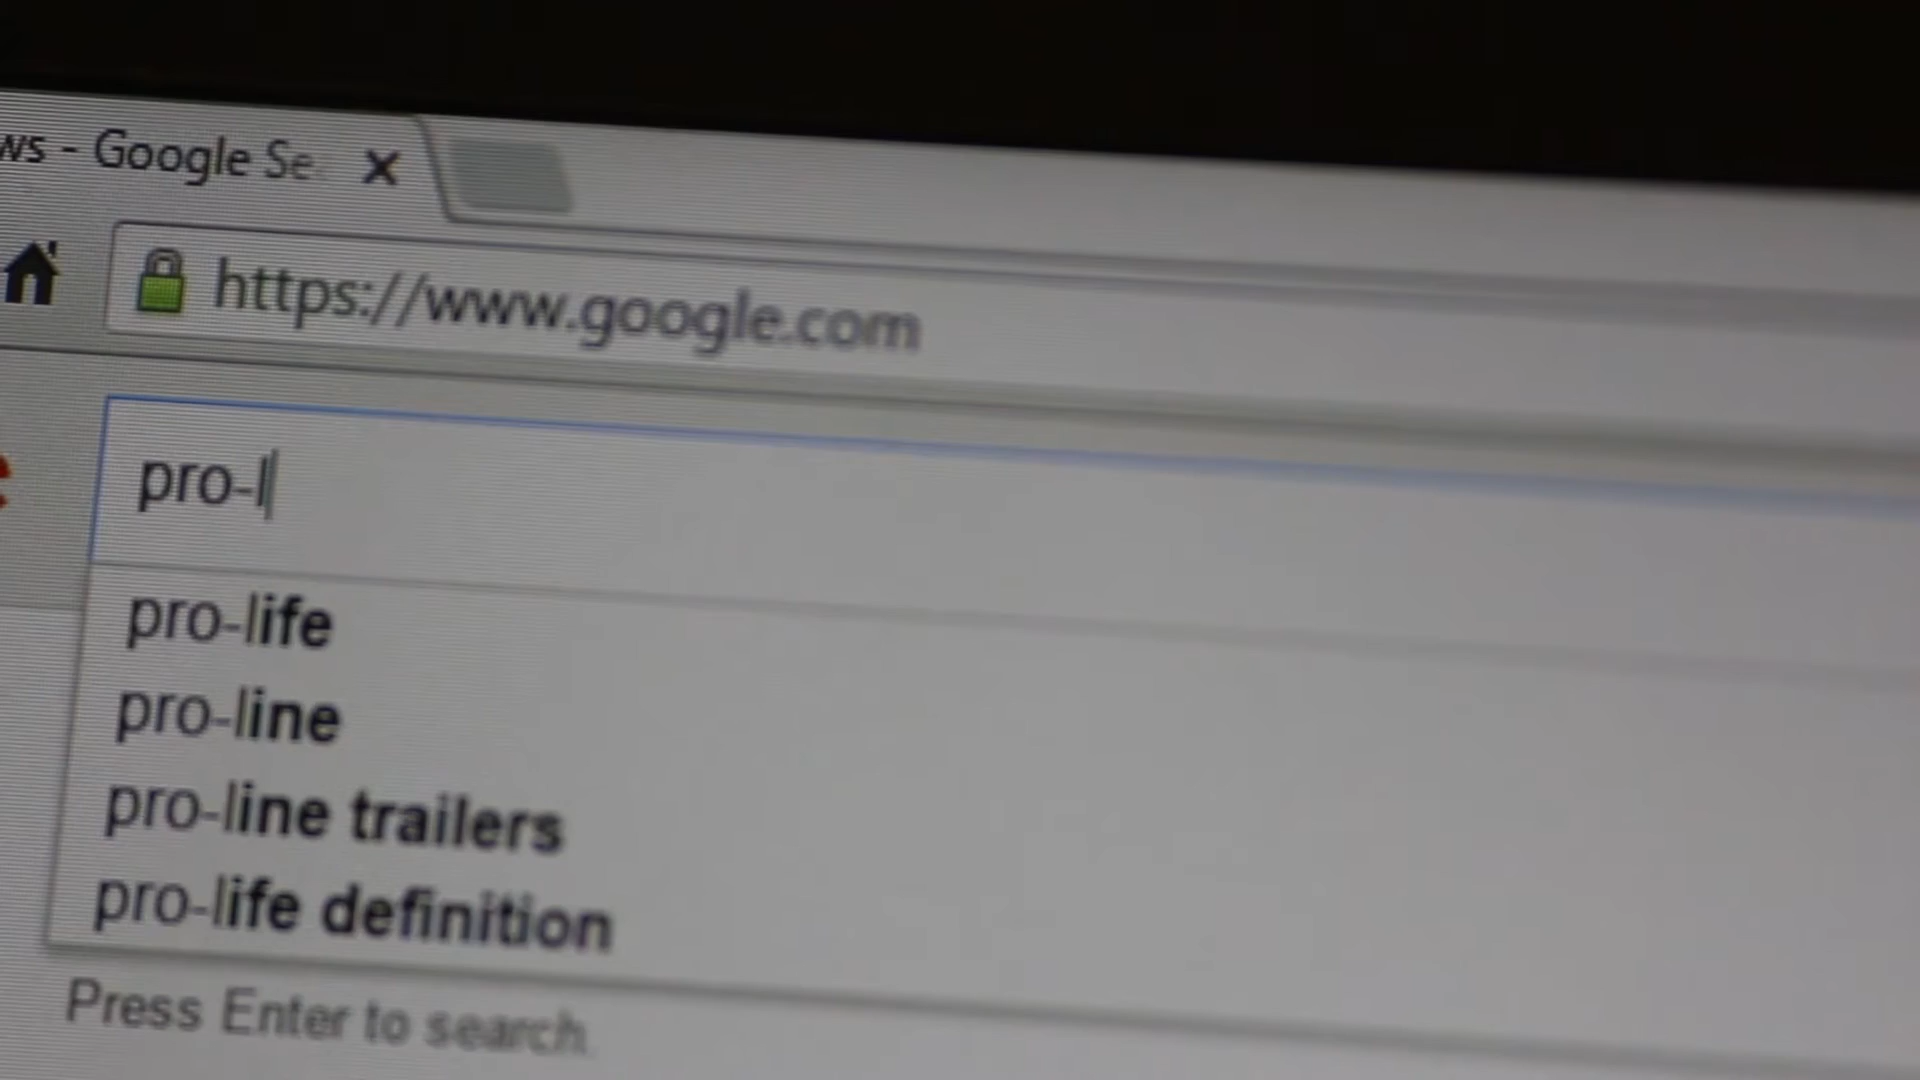 ws - Google Se
https://www.google.com
pro-l
pro-life
pro-line
pro-line trailers
pro-life definition
Press Enter to search.